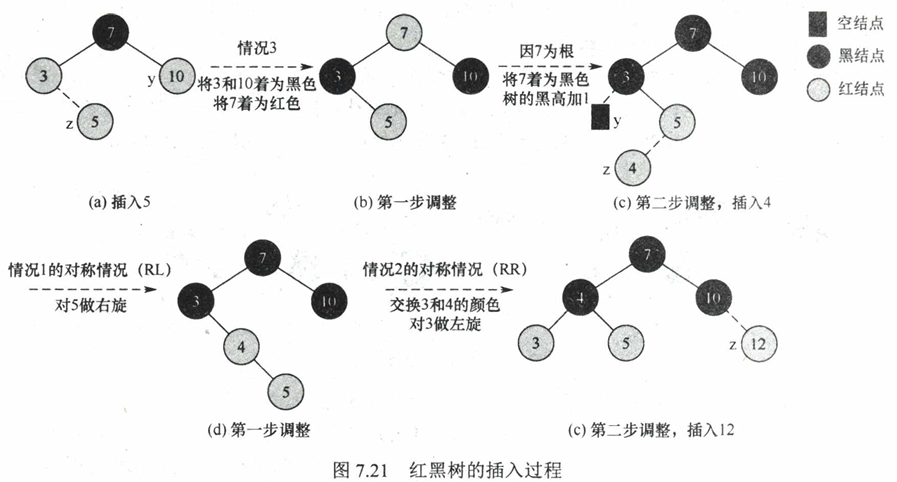 7
空结点
3
y
10
情况3
将3和10着为黑色
将7着为红色
z
5
7
3
10
5
因7为根
将7着为黑色
树的黑高加1
7
3
10
y
5
z
4
黑结点
红结点
(a) 插入5
(b) 第一步调整
(c) 第二步调整，插入4
情况1的对称情况（RL）
对5做右旋
7
3
10
4
5
情况2的对称情况（RR）
交换3和4的颜色
对3做左旋
7
4
10
3
5
z
12
(d) 第一步调整
(c) 第二步调整，插入12
图 7.21 红黑树的插入过程